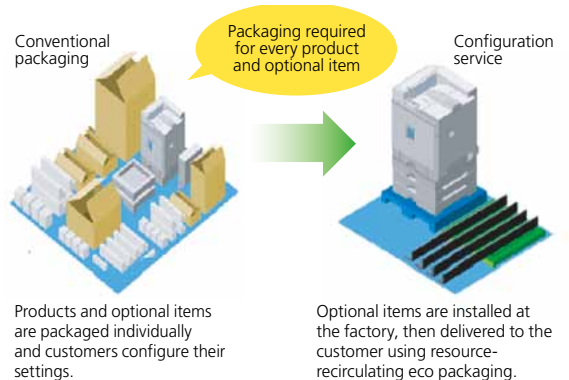 Conventional
packaging
Packaging required
for every product
and optional item
Configuration
service
Products and optional items
are packaged individually
and customers configure their
settings.
Optional items are installed at
the factory, then delivered to the
customer using resource-
recirculating eco packaging.